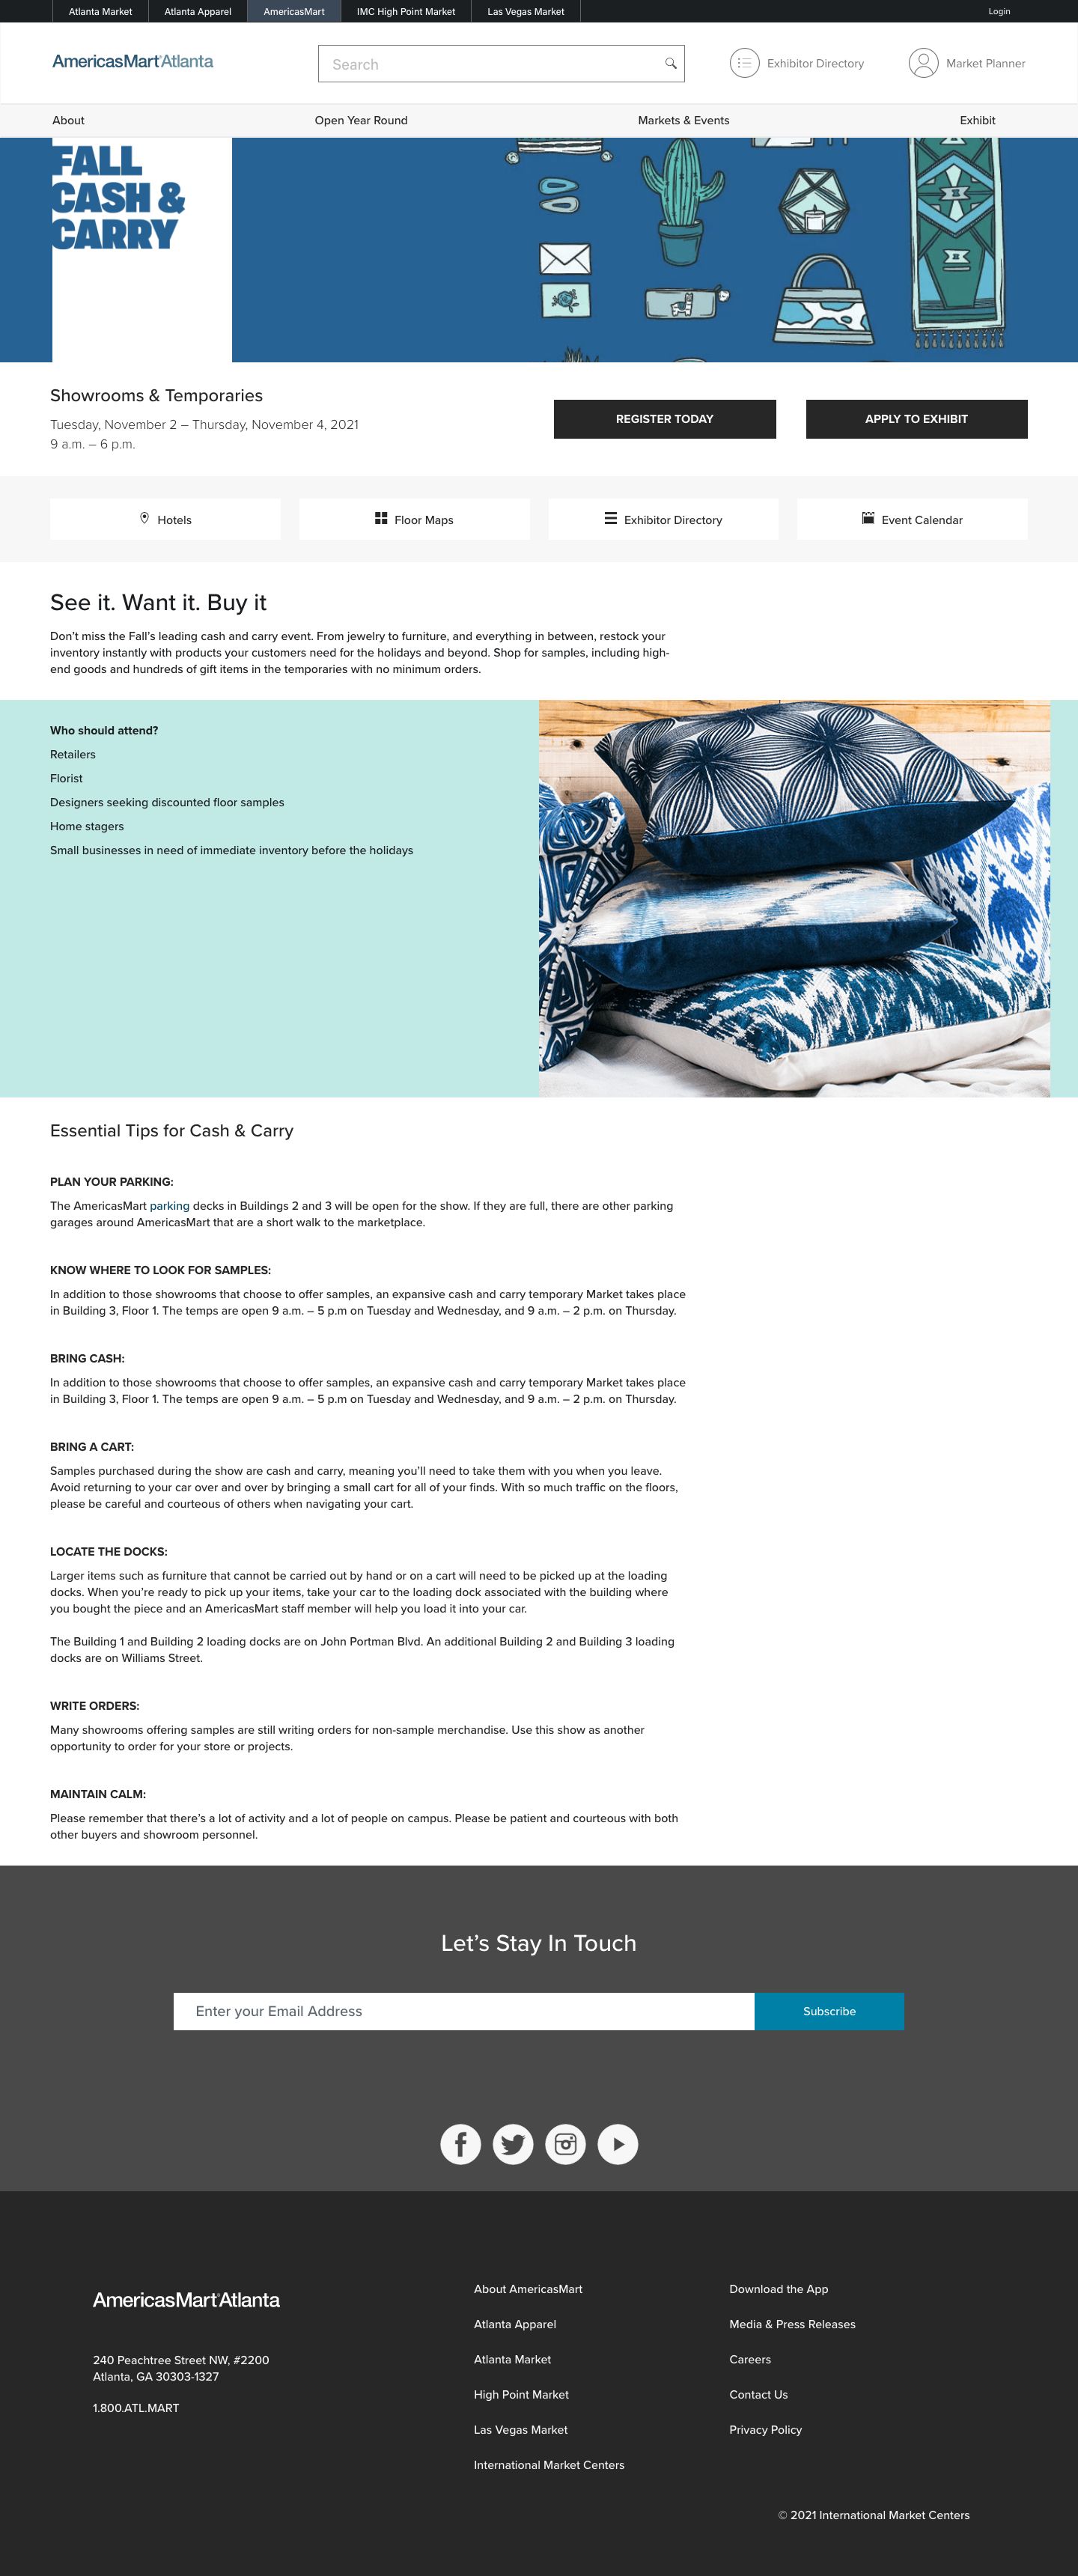 Atlanta Market
Atlanta Apparel
AmericasMart
IMC High Point Market
Las Vegas Market
Login
AmericasMart Atlanta
Search
Exhibitor Directory
Market Planner
About
Open Year Round
Markets & Events
Exhibit
FALL
CASH &
CARRY
Showrooms & Temporaries
Tuesday, November 2 – Thursday, November 4, 2021
9 a.m. – 6 p.m.
REGISTER TODAY
APPLY TO EXHIBIT
Hotels
Floor Maps
Exhibitor Directory
Event Calendar
See it. Want it. Buy it
Don’t miss the Fall’s leading cash and carry event. From jewelry to furniture, and everything in between, restock your
inventory instantly with products your customers need for the holidays and beyond. Shop for samples, including high-
end goods and hundreds of gift items in the temporaries with no minimum orders.
Who should attend?
Retailers
Florist
Designers seeking discounted floor samples
Home stagers
Small businesses in need of immediate inventory before the holidays
Essential Tips for Cash & Carry
PLAN YOUR PARKING:
The AmericasMart parking decks in Buildings 2 and 3 will be open for the show. If they are full, there are other parking
garages around AmericasMart that are a short walk to the marketplace.
KNOW WHERE TO LOOK FOR SAMPLES:
In addition to those showrooms that choose to offer samples, an expansive cash and carry temporary Market takes place
in Building 3, Floor 1. The temps are open 9 a.m. – 5 p.m on Tuesday and Wednesday, and 9 a.m. – 2 p.m. on Thursday.
BRING CASH:
In addition to those showrooms that choose to offer samples, an expansive cash and carry temporary Market takes place
in Building 3, Floor 1. The temps are open 9 a.m. – 5 p.m on Tuesday and Wednesday, and 9 a.m. – 2 p.m. on Thursday.
BRING A CART:
Samples purchased during the show are cash and carry, meaning you’ll need to take them with you when you leave.
Avoid returning to your car over and over by bringing a small cart for all of your finds. With so much traffic on the floors,
please be careful and courteous of others when navigating your cart.
LOCATE THE DOCKS:
Larger items such as furniture that cannot be carried out by hand or on a cart will need to be picked up at the loading
docks. When you’re ready to pick up your items, take your car to the loading dock associated with the building where
you bought the piece and an AmericasMart staff member will help you load it into your car.
The Building 1 and Building 2 loading docks are on John Portman Blvd. An additional Building 2 and Building 3 loading
docks are on Williams Street.
WRITE ORDERS:
Many showrooms offering samples are still writing orders for non-sample merchandise. Use this show as another
opportunity to order for your store or projects.
MAINTAIN CALM:
Please remember that there’s a lot of activity and a lot of people on campus. Please be patient and courteous with both
other buyers and showroom personnel.
Let’s Stay In Touch
Enter your Email Address
Subscribe
AmericasMart Atlanta
240 Peachtree Street NW, #2200
Atlanta, GA 30303-1327
1.800.ATL.MART
About AmericasMart
Atlanta Apparel
Atlanta Market
High Point Market
Las Vegas Market
International Market Centers
Download the App
Media & Press Releases
Careers
Contact Us
Privacy Policy
© 2021 International Market Centers